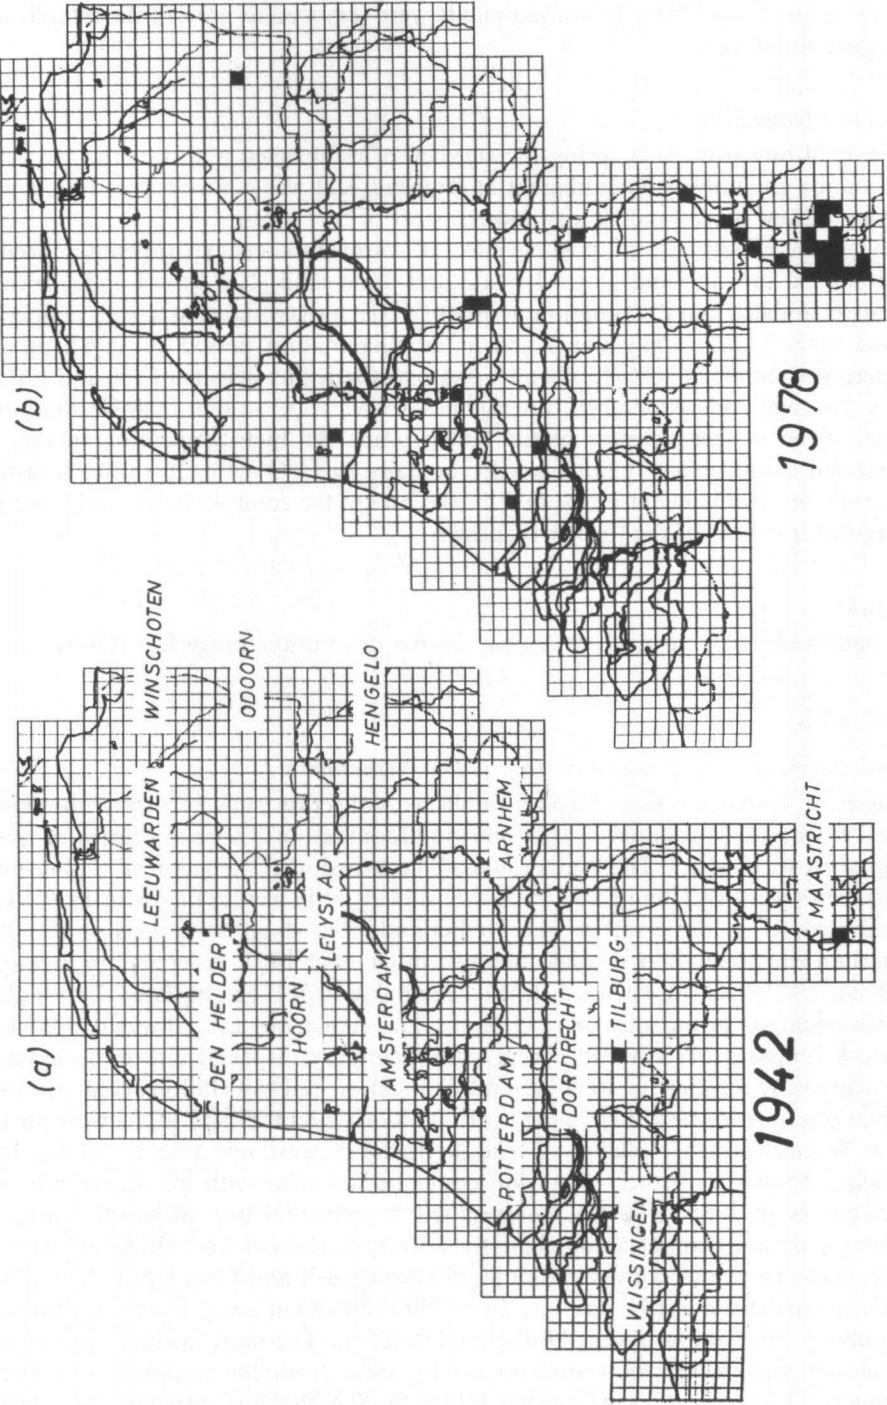 (b)
1978
(a)
WINSCHOTEN
LEEUWARDEN
ODOORN
DEN HELDER
HENGELO
HOORN
LELYSTAD
AMSTERDAM
ARNHEM
ROTTERDAM
DORDRECHT
TILBURG
VLISSINGEN
MAASTRICHT
1942